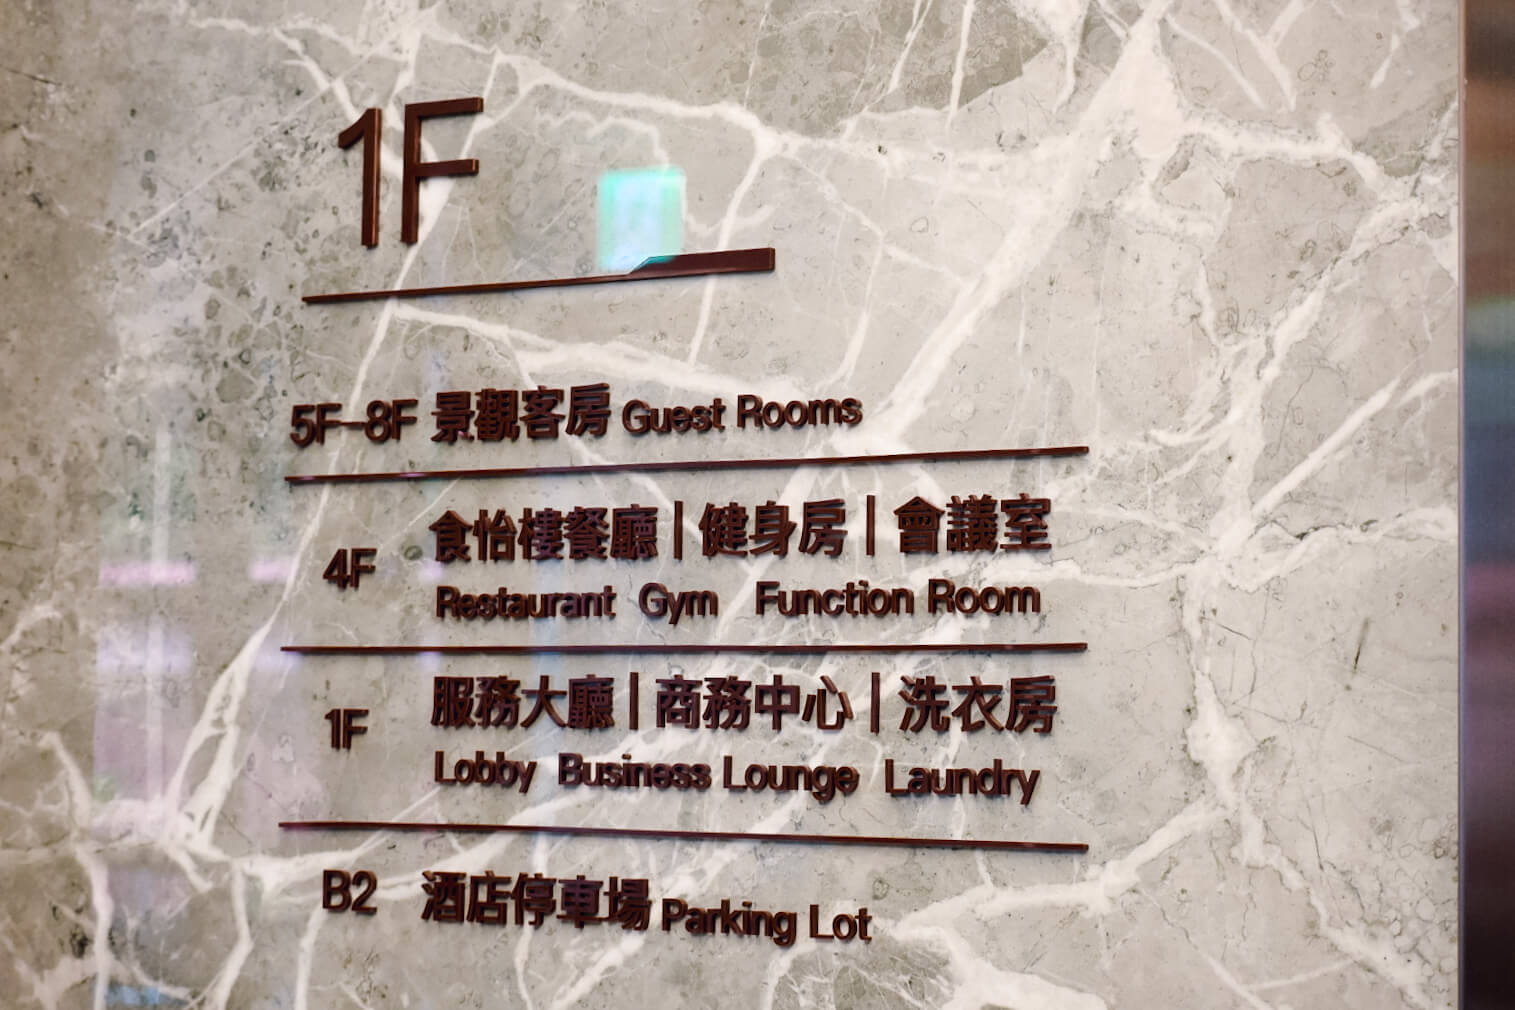 1F
5F-8F 景觀客房 Guest Rooms
4F 食怡樓餐廳 | 健身房 | 會議室
Restaurant Gym Function Room
1F 服務大廳 | 商務中心 | 洗衣房
Lobby Business Lounge Laundry
B2 酒店停車場 Parking Lot